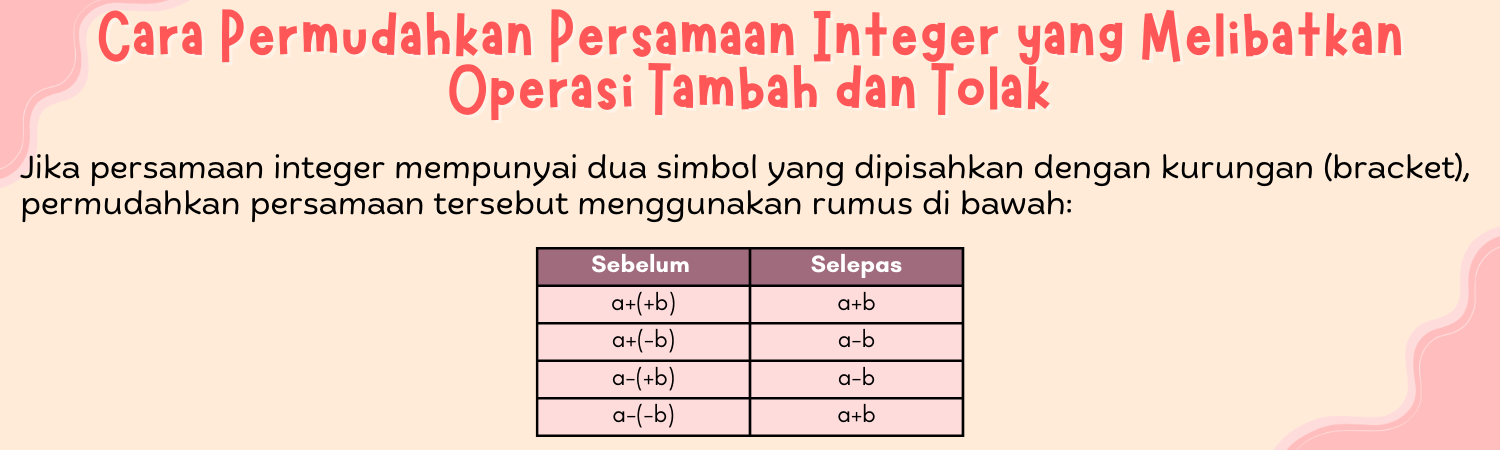 Cara Permudahkan Persamaan Integer yang Melibatkan
Operasi Tambah dan Tolak
Jika persamaan integer mempunyai dua simbol yang dipisahkan dengan kurungan (bracket),
permudahkan persamaan tersebut menggunakan rumus di bawah:
Sebelum Selepas
a+(+b) a+b
a+(-b) a-b
a-(+b) a-b
a-(-b) a+b